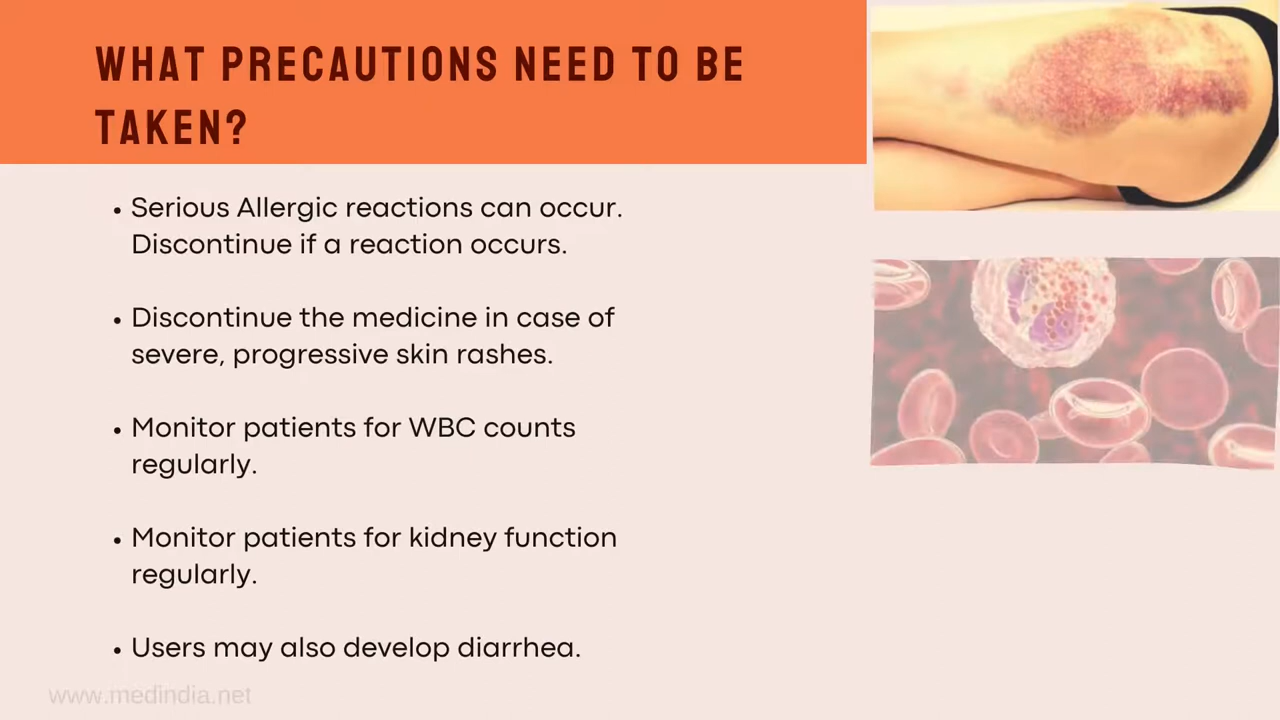 WHAT PRECAUTIONS NEED TO BE
TAKEN?
• Serious Allergic reactions can occur.
Discontinue if a reaction occurs.
• Discontinue the medicine in case of
severe, progressive skin rashes.
• Monitor patients for WBC counts
regularly.
• Monitor patients for kidney function
regularly.
• Users may also develop diarrhea.
www.medindia.net